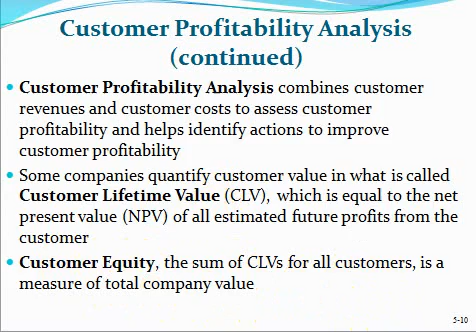 Customer Profitability Analysis
(continued)
Customer Profitability Analysis combines customer
revenues and customer costs to assess customer
profitability and helps identify actions to improve
customer profitability
Some companies quantify customer value in what is called
Customer Lifetime Value (CLV), which is equal to the net
present value (NPV) of all estimated future profits from the
customer
Customer Equity, the sum of CLVs for all customers, is a
measure of total company value
5-10